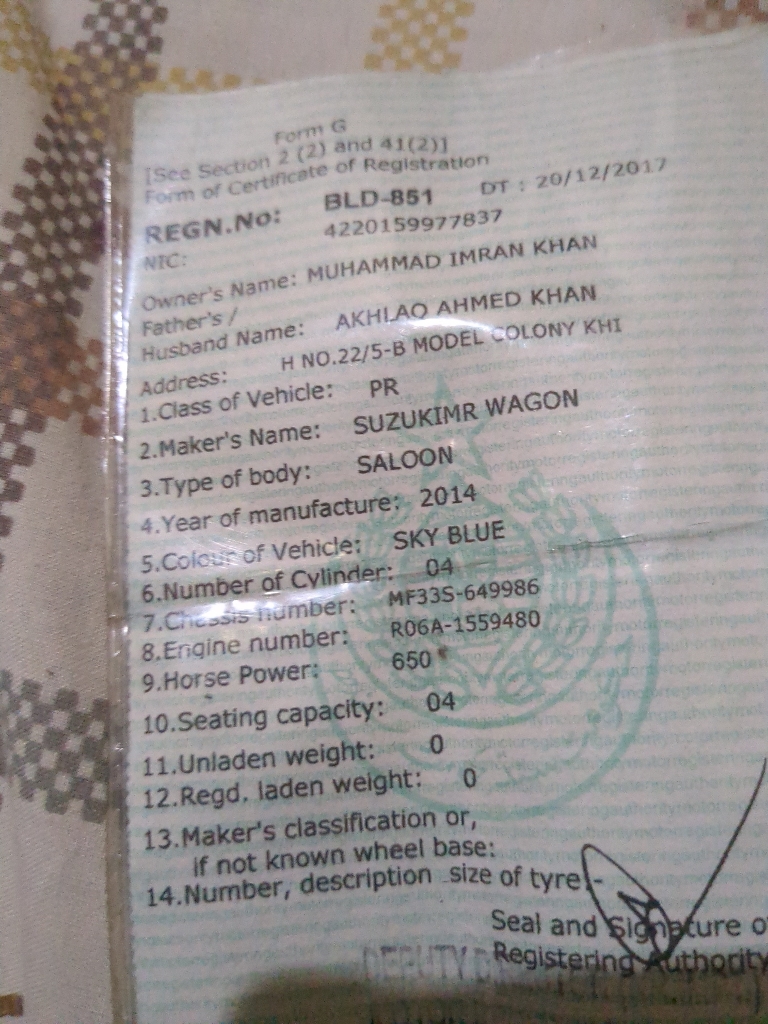 Form G
[See Section 2 (2) and 41(2)]
Form of Certificate of Registration
REGN.No: BLD-851 DT : 20/12/2017
NIC: 4220159977837
Owner's Name: MUHAMMAD IMRAN KHAN
Father's /
Husband Name: AKHLAQ AHMED KHAN
Address: H NO.22/5-B MODEL COLONY KHI
1.Class of Vehicle: PR
2.Maker's Name: SUZUKIMR WAGON
3.Type of body: SALOON
4.Year of manufacture: 2014
5.Colour of Vehicle: SKY BLUE
6.Number of Cylinder: 04
7.Chassis number: MF33S-649986
8.Engine number: R06A-1559480
9.Horse Power: 650
10.Seating capacity: 04
11.Unladen weight: 0
12.Regd. laden weight: 0
13.Maker's classification or,
if not known wheel base:
14.Number, description size of tyre:-
Seal and Signature o
Registering Authority
DEPUTY